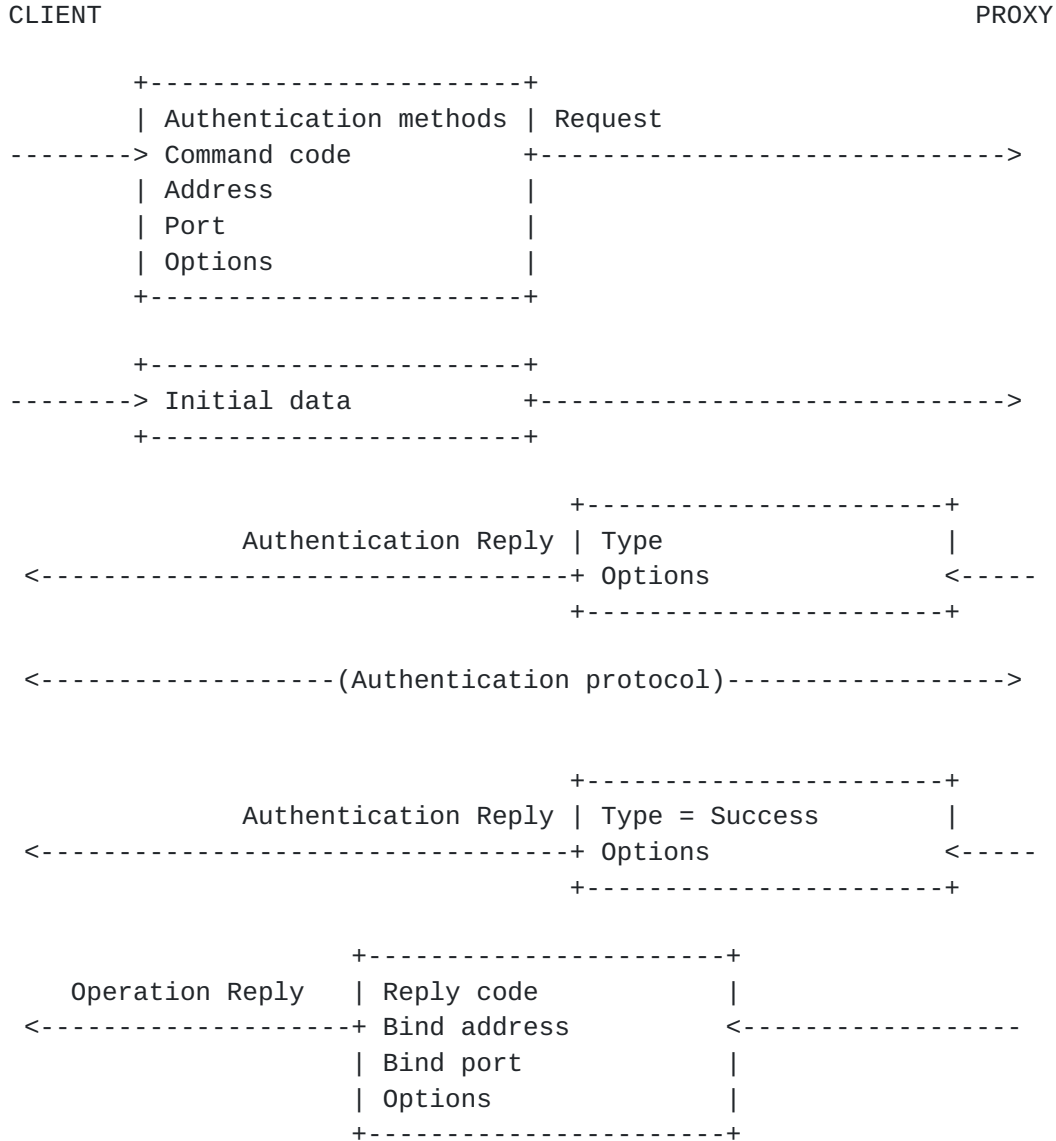 CLIENT PROXY
Authentication methods Request
Command code
Address
Port
Options
Initial data
Authentication Reply Type
Options
(Authentication protocol)
Authentication Reply Type = Success
Options
Operation Reply Reply code
Bind address
Bind port
Options